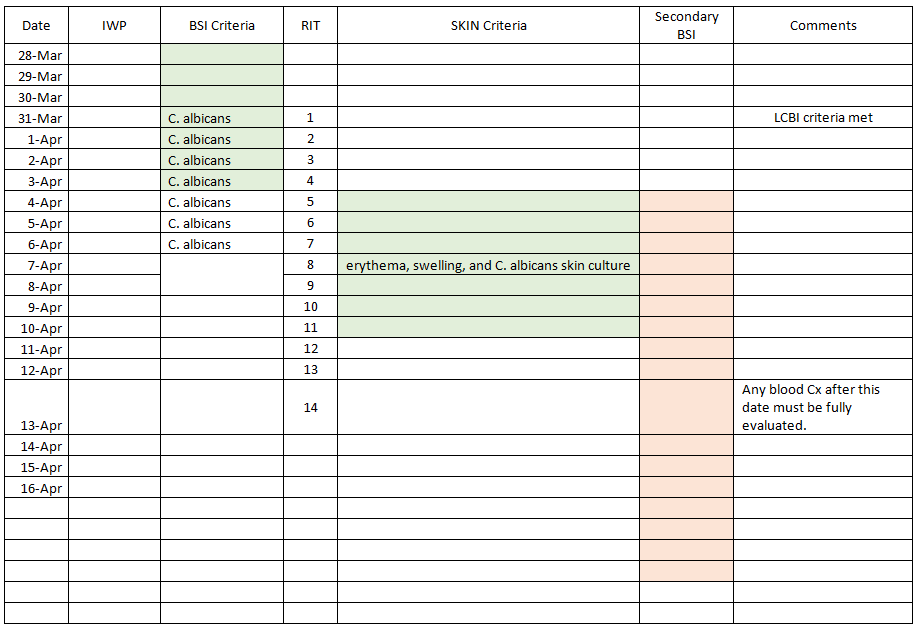 Date IWP BSI Criteria RIT SKIN Criteria Secondary BSI Comments
28-Mar
29-Mar
30-Mar
31-Mar C. albicans 1 LCBI criteria met
1-Apr C. albicans 2
2-Apr C. albicans 3
3-Apr C. albicans 4
4-Apr C. albicans 5
5-Apr C. albicans 6
6-Apr C. albicans 7
7-Apr 8 erythema, swelling, and C. albicans skin culture
8-Apr 9
9-Apr 10
10-Apr 11
11-Apr 12
12-Apr 13
13-Apr 14 Any blood Cx after this
date must be fully
evaluated.
14-Apr
15-Apr
16-Apr